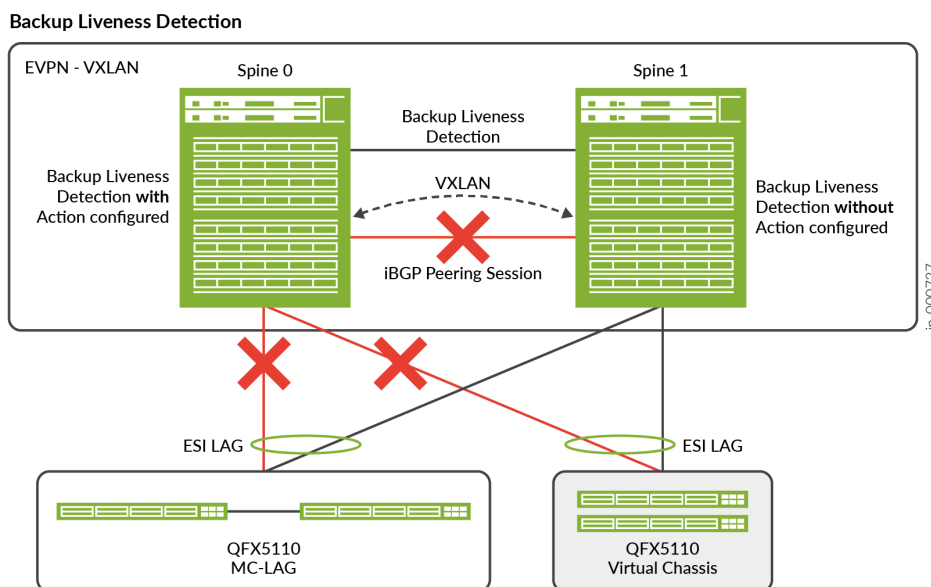 Backup Liveness Detection
EVPN - VXLAN
Spine 0
Spine 1
Backup Liveness
Detection
Backup Liveness
Detection with
Action configured
VXLAN
Backup Liveness
Detection without
Action configured
iBGP Peering Session
ESI LAG
ESI LAG
QFX5110
MC-LAG
QFX5110
Virtual Chassis